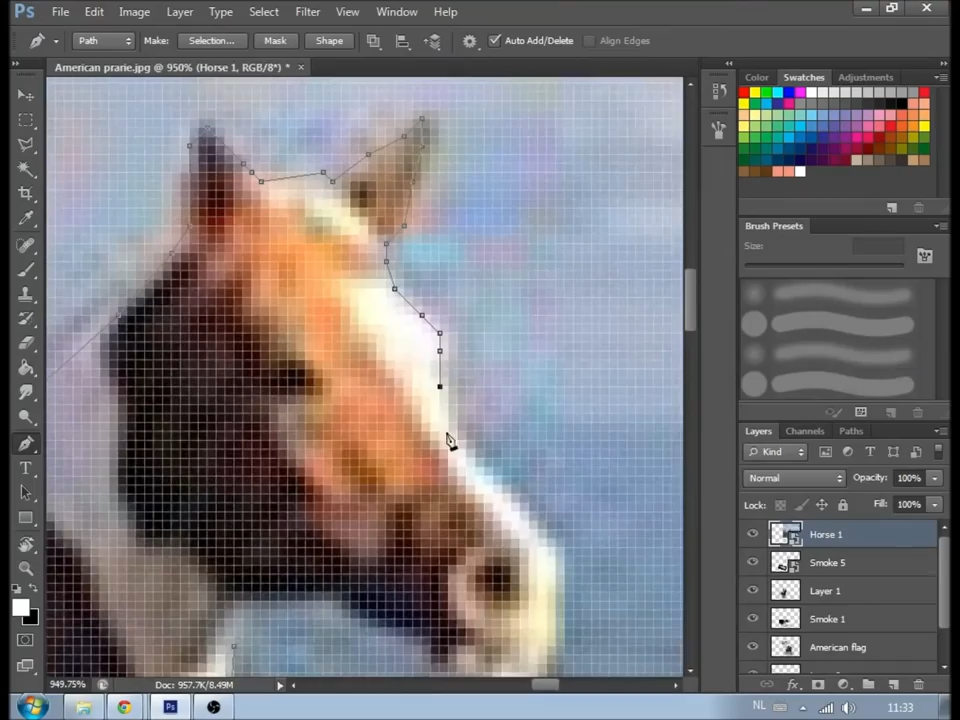 Ps File Edit Image Layer Type Select Filter View Window Help
Path Make: Selection... Mask Shape Auto Add/Delete Align Edges
American prarie.jpg @ 950% (Horse 1, RGB/8*) * ×
Color Swatches Adjustments
Brush Presets
Size:
Layers Channels Paths
Kind
Normal Opacity: 100%
Lock: Fill: 100%
Horse 1
Smoke 5
Layer 1
Smoke 1
American flag
T
fx
949.75% Doc: 957.7K/8.49M
Ps NL 11:33